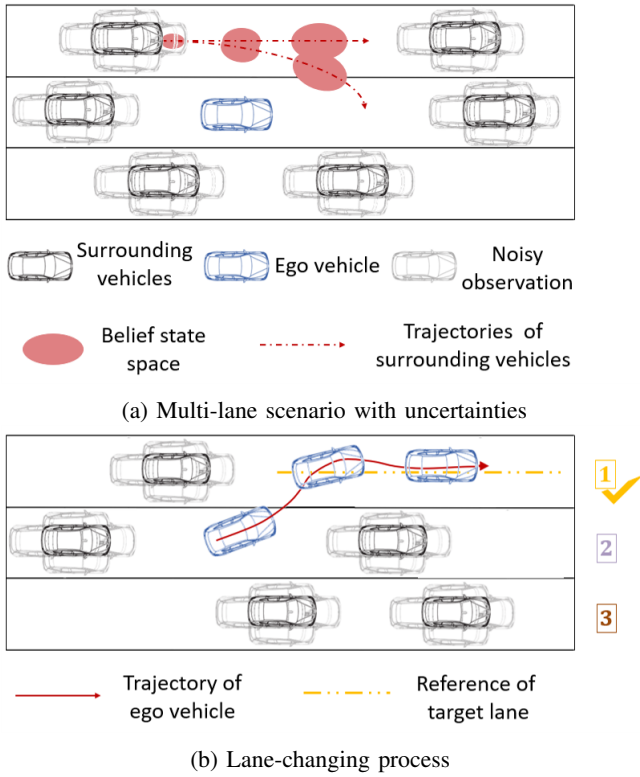 Surrounding
vehicles
Ego vehicle
Noisy
observation
Belief state
space
Trajectories of
surrounding vehicles
(a) Multi-lane scenario with uncertainties
1
2
3
Trajectory of
ego vehicle
Reference of
target lane
(b) Lane-changing process